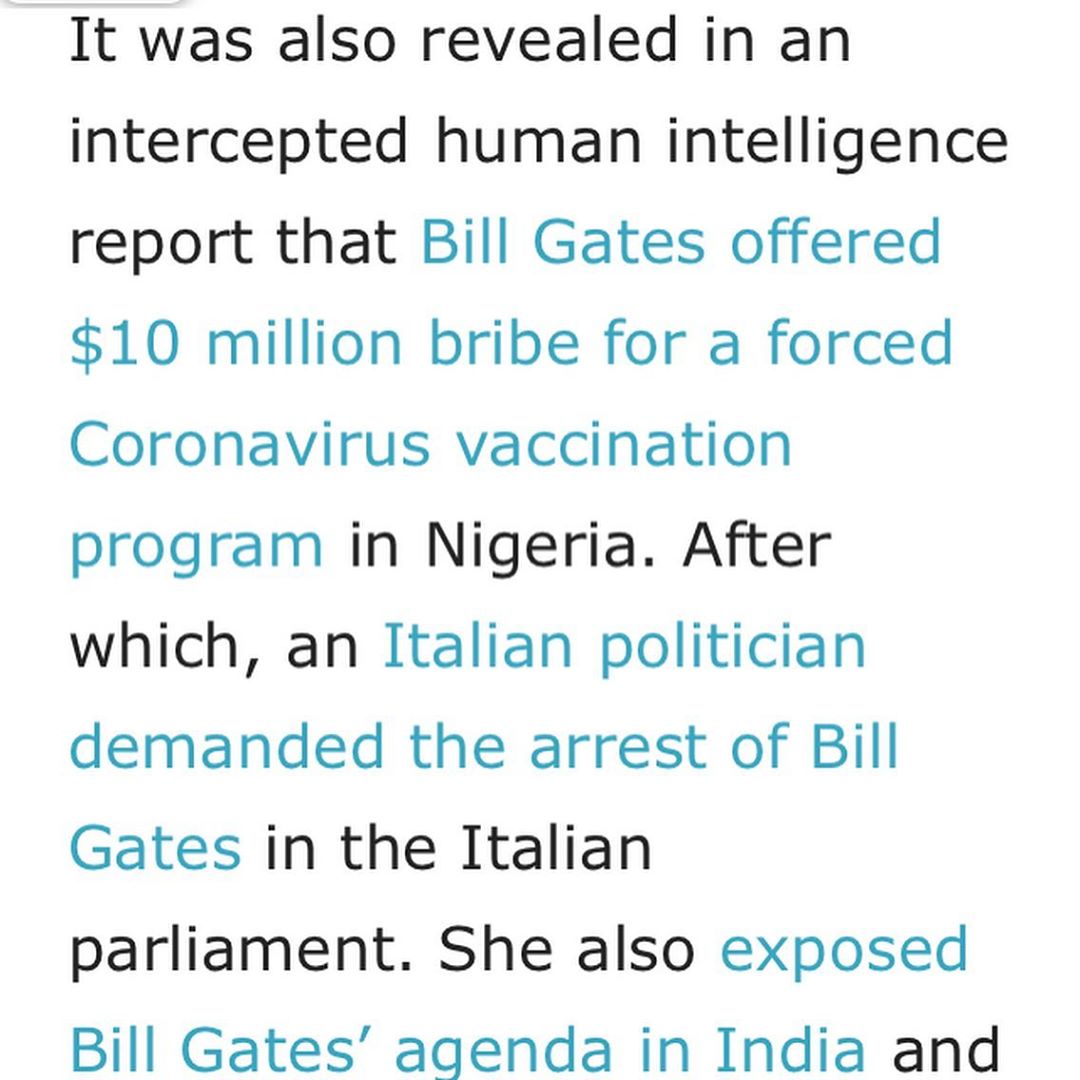 It was also revealed in an
intercepted human intelligence
report that Bill Gates offered
$10 million bribe for a forced
Coronavirus vaccination
program in Nigeria. After
which, an Italian politician
demanded the arrest of Bill
Gates in the Italian
parliament. She also exposed
Bill Gates’ agenda in India and